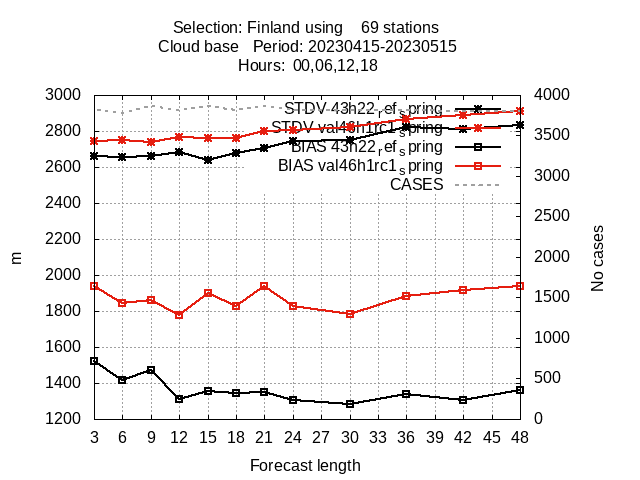 Selection: Finland using 69 stations
Cloud base Period: 20230415-20230515
Hours: 00,06,12,18
3000
2800
2600
2400
2200
2000
1800
1600
1400
1200
m
STDV 43h22_ref_spring
STDV val46h1rc1_spring
BIAS 43h22_ref_spring
BIAS val46h1rc1_spring
CASES
4000
3500
3000
2500
2000
1500
1000
500
0
No cases
3 6 9 12 15 18 21 24 27 30 33 36 39 42 45 48
Forecast length